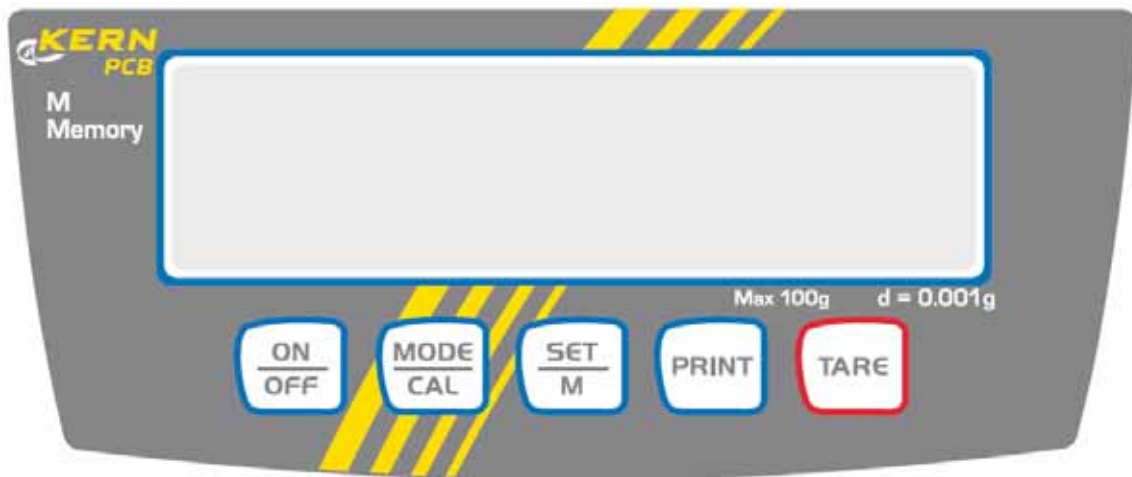 KERN
PCB
M
Memory
Max 100g d = 0.001g
ON
OFF
MODE
CAL
SET
M
PRINT
TARE